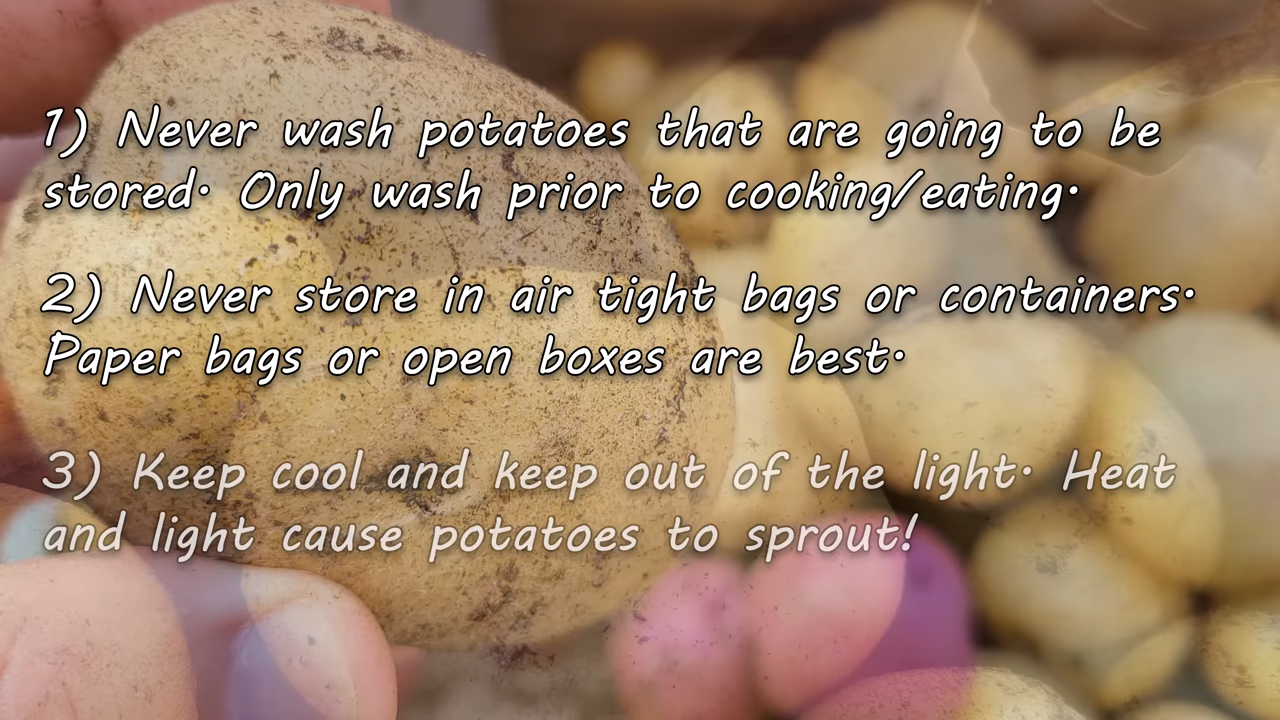 1) Never wash potatoes that are going to be
stored. Only wash prior to cooking/eating.
2) Never store in air tight bags or containers.
Paper bags or open boxes are best.
3) Keep cool and keep out of the light. Heat
and light cause potatoes to sprout!